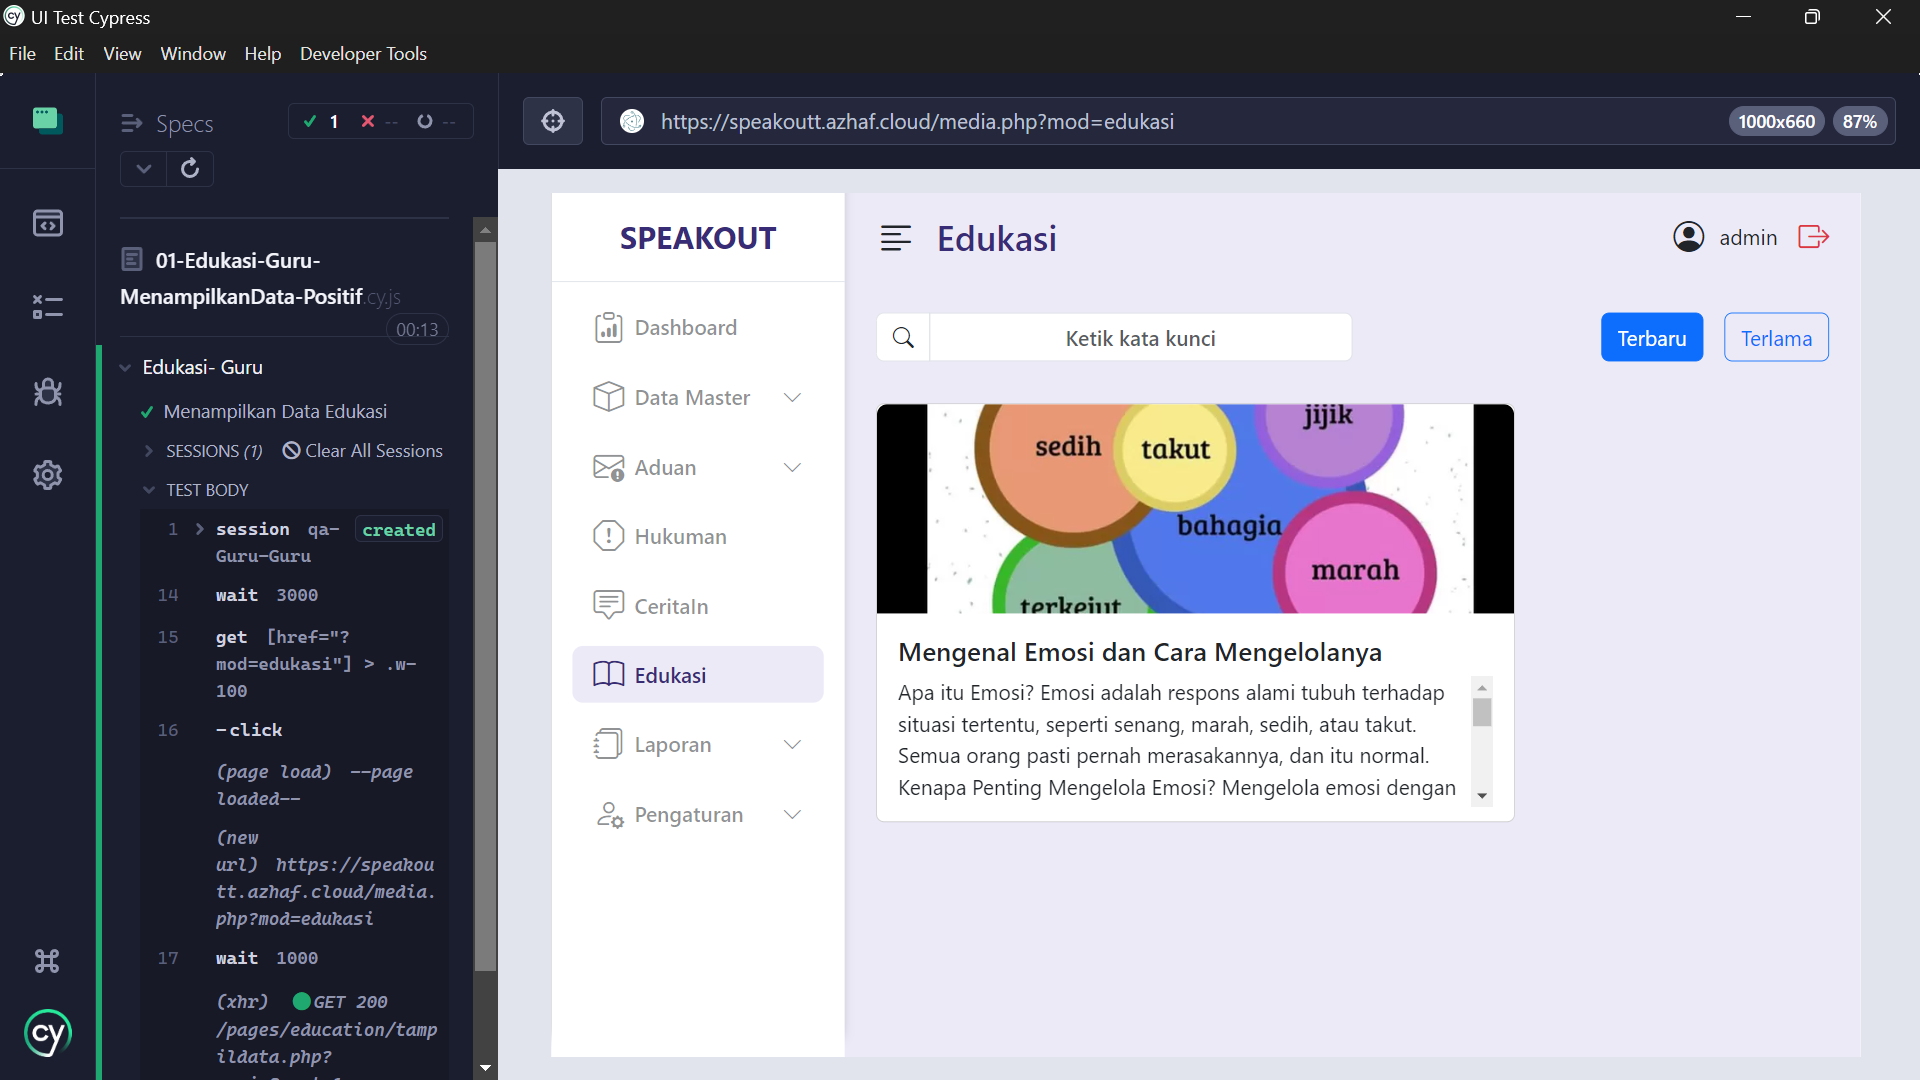 UI Test Cypress
File Edit View Window Help Developer Tools
Specs
1 -- --
01-Edukasi-Guru-
MenampilkanData-Positif.cy.js
00:13
Edukasi- Guru
Menampilkan Data Edukasi
SESSIONS (1) Clear All Sessions
TEST BODY
1 session qa- created
Guru-Guru
14 wait 3000
15 get [href="?
mod=edukasi"] > .w-
100
16 -click
(page load) --page
loaded--
(new
url) https://speakou
tt.azhaf.cloud/media.
php?mod=edukasi
17 wait 1000
(xhr) GET 200
/pages/education/tamp
ildata.php?
cy
https://speakoutt.azhaf.cloud/media.php?mod=edukasi
1000x660 87%
SPEAKOUT
Dashboard
Data Master
Aduan
Hukuman
CeritaIn
Edukasi
Laporan
Pengaturan
Edukasi
admin
Ketik kata kunci
Terbaru
Terlama
jijik
sedih
takut
bahagia
marah
terkejut
Mengenal Emosi dan Cara Mengelolanya
Apa itu Emosi? Emosi adalah respons alami tubuh terhadap
situasi tertentu, seperti senang, marah, sedih, atau takut.
Semua orang pasti pernah merasakannya, dan itu normal.
Kenapa Penting Mengelola Emosi? Mengelola emosi dengan